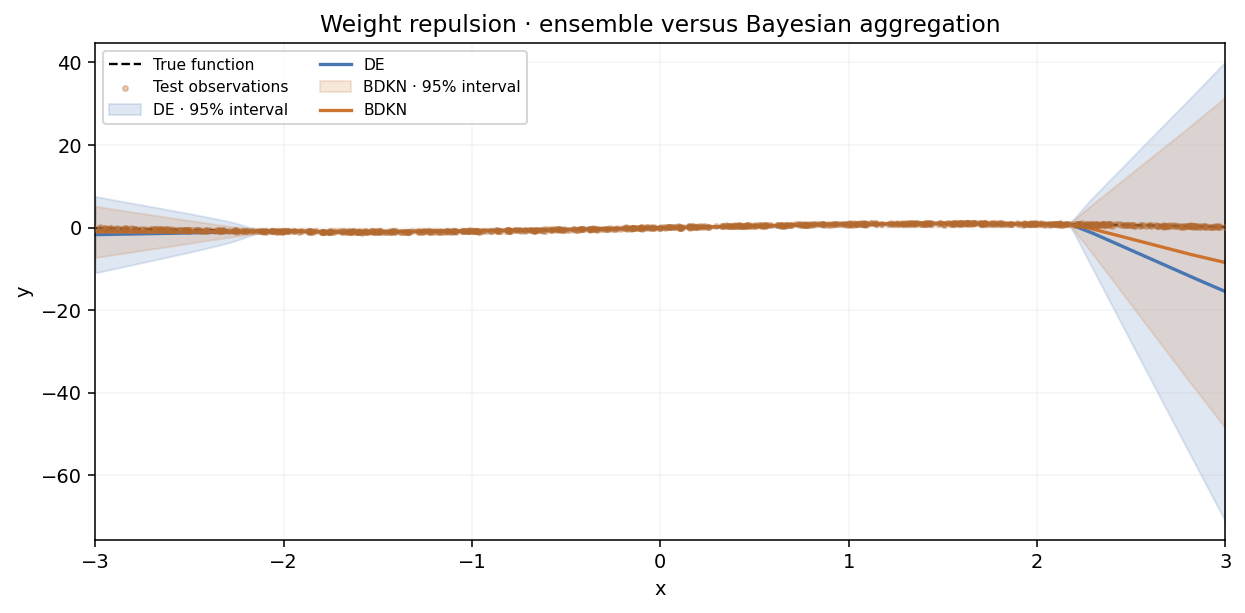 Weight repulsion · ensemble versus Bayesian aggregation
True function
Test observations
DE · 95% interval
DE
BDKN · 95% interval
BDKN
40
20
0
−20
−40
−60
y
−3
−2
−1
0
1
2
3
x